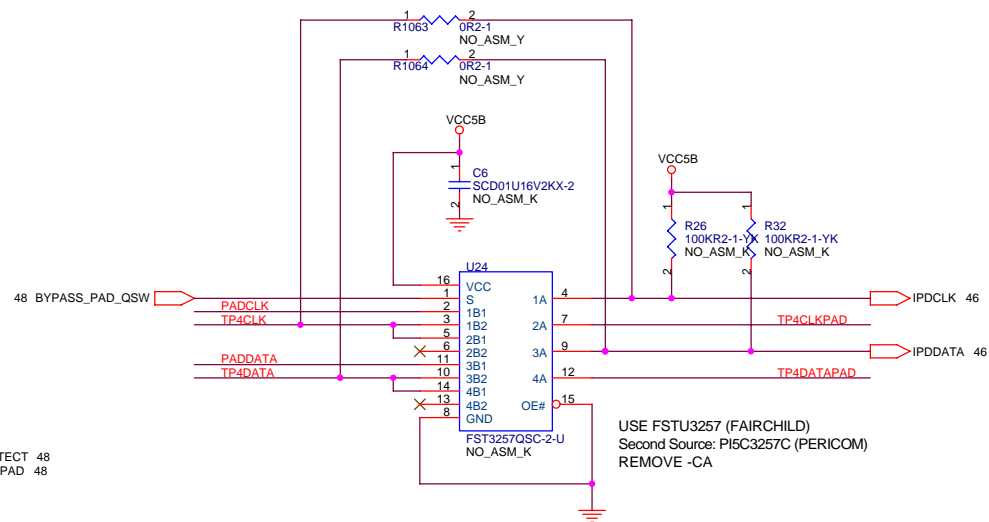 1 2
R1063 0R2-1
NO_ASM_Y
1 2
R1064 0R2-1
NO_ASM_Y
VCC5B
1
C6
SCD01U16V2KX-2
NO_ASM_K
2
VCC5B
1 1
R26 R32
100KR2-1-YK 100KR2-1-YK
NO_ASM_K NO_ASM_K
2 2
U24
16 VCC
48 BYPASS_PAD_QSW 1 S 1A 4 IPDCLK 46
PADCLK 2 1B1
TP4CLK 3 1B2 2A 7 TP4CLKPAD
5 2B1
6 2B2 3A 9 IPDDATA 46
PADDATA 11 3B1
TP4DATA 10 3B2 4A 12 TP4DATAPAD
14 4B1
13 4B2 OE# 15
8 GND
FST3257QSC-2-U
NO_ASM_K
USE FSTU3257 (FAIRCHILD)
Second Source: PI5C3257C (PERICOM)
REMOVE -CA
TECT 48
PAD 48